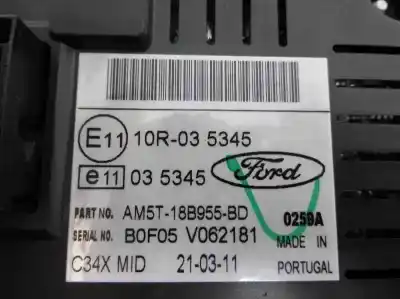 E11 10R-03 5345
e11 03 5345
Ford
PART NO. AM5T-18B955-BD 0259A
SERIAL NO. B0F05 V062181 MADE IN
C34X MID 21-03-11 PORTUGAL